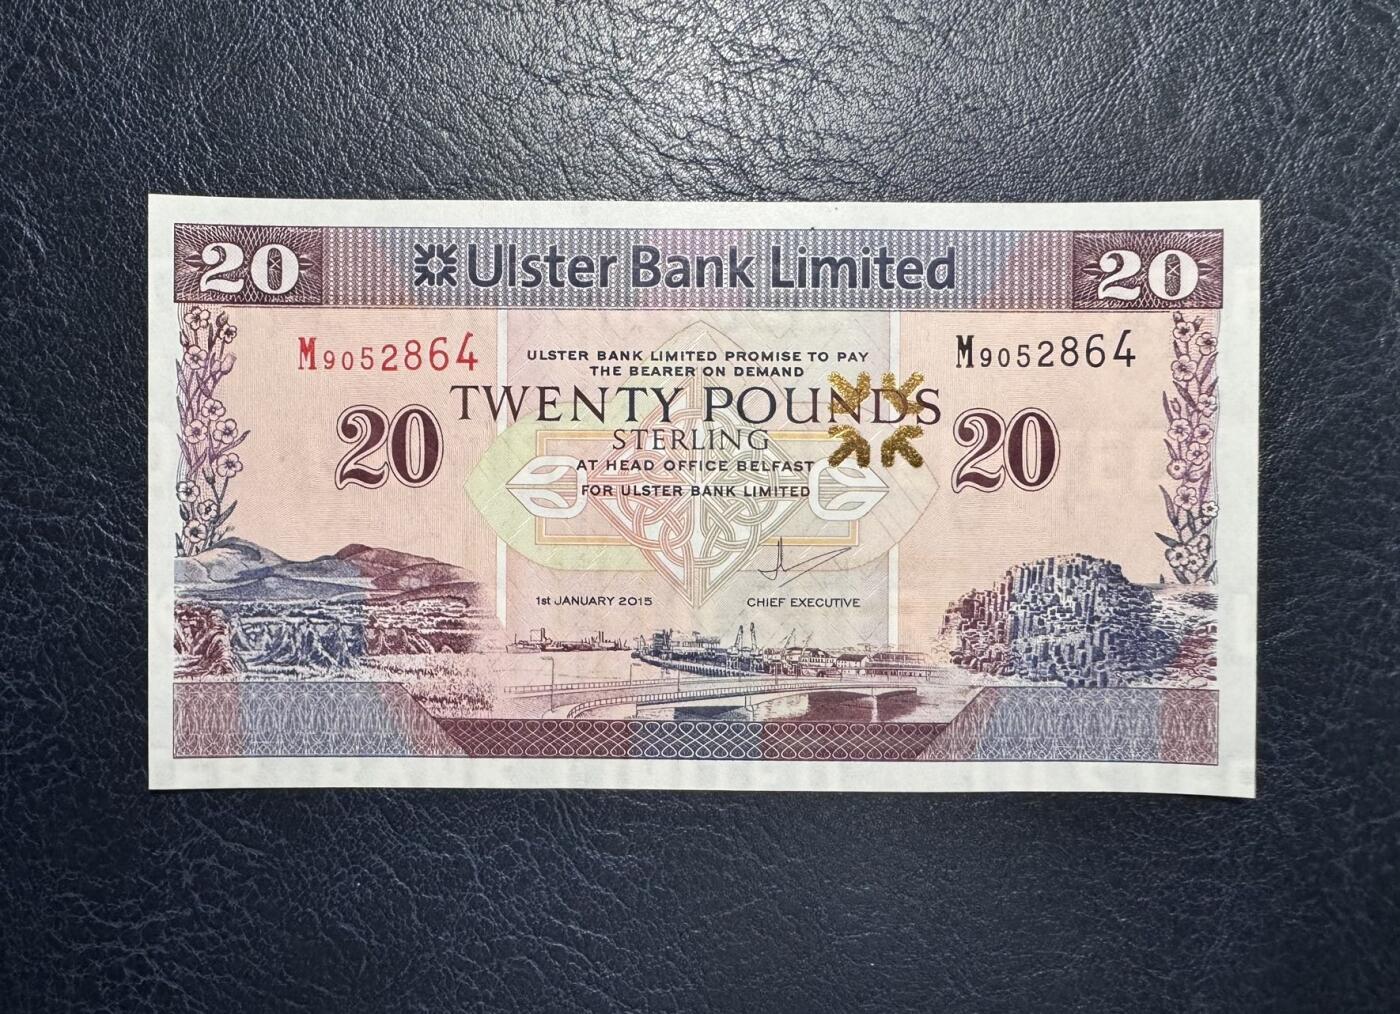 20 Ulster Bank Limited 20
M9052864 M9052864
ULSTER BANK LIMITED PROMISE TO PAY
THE BEARER ON DEMAND
TWENTY POUNDS
20 STERLING 20
AT HEAD OFFICE BELFAST
FOR ULSTER BANK LIMITED
1st JANUARY 2015 CHIEF EXECUTIVE